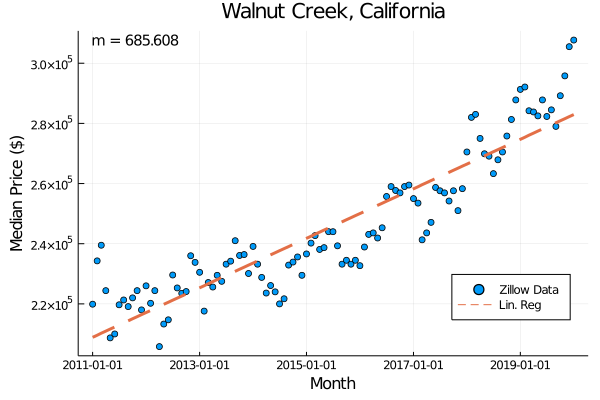 Walnut Creek, California
m = 685.608
3.0×10⁵
2.8×10⁵
2.6×10⁵
2.4×10⁵
2.2×10⁵
Median Price ($)
2011-01-01 2013-01-01 2015-01-01 2017-01-01 2019-01-01
Month
Zillow Data
Lin. Reg